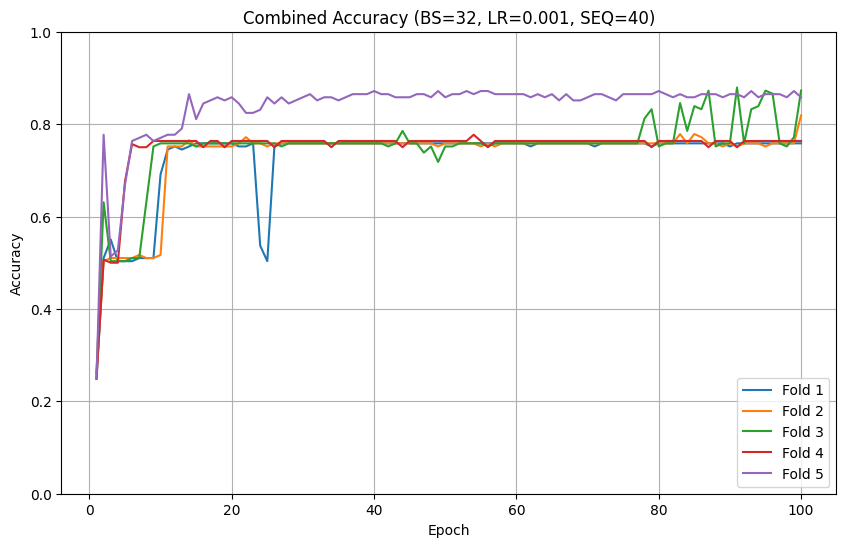 Combined Accuracy (BS=32, LR=0.001, SEQ=40)
1.0
0.8
0.6
0.4
0.2
0.0
Accuracy
0 20 40 60 80 100
Epoch
Fold 1
Fold 2
Fold 3
Fold 4
Fold 5